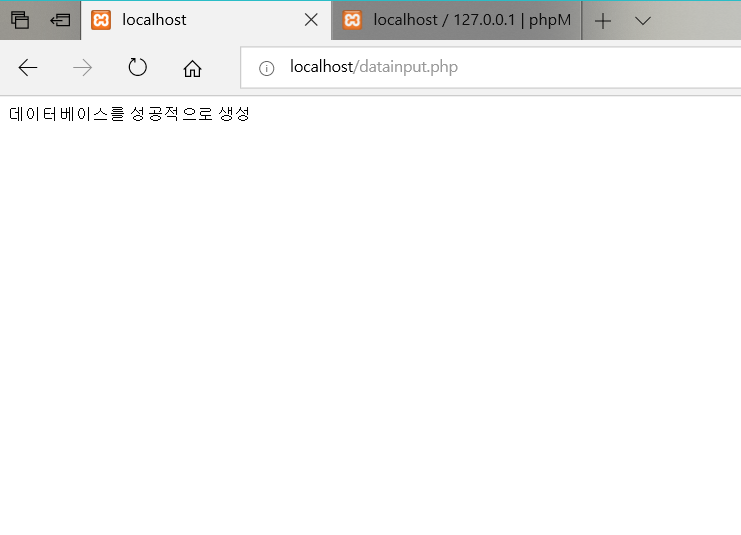 localhost
localhost / 127.0.0.1 | phpM
localhost/datainput.php
데이터베이스를 성공적으로 생성